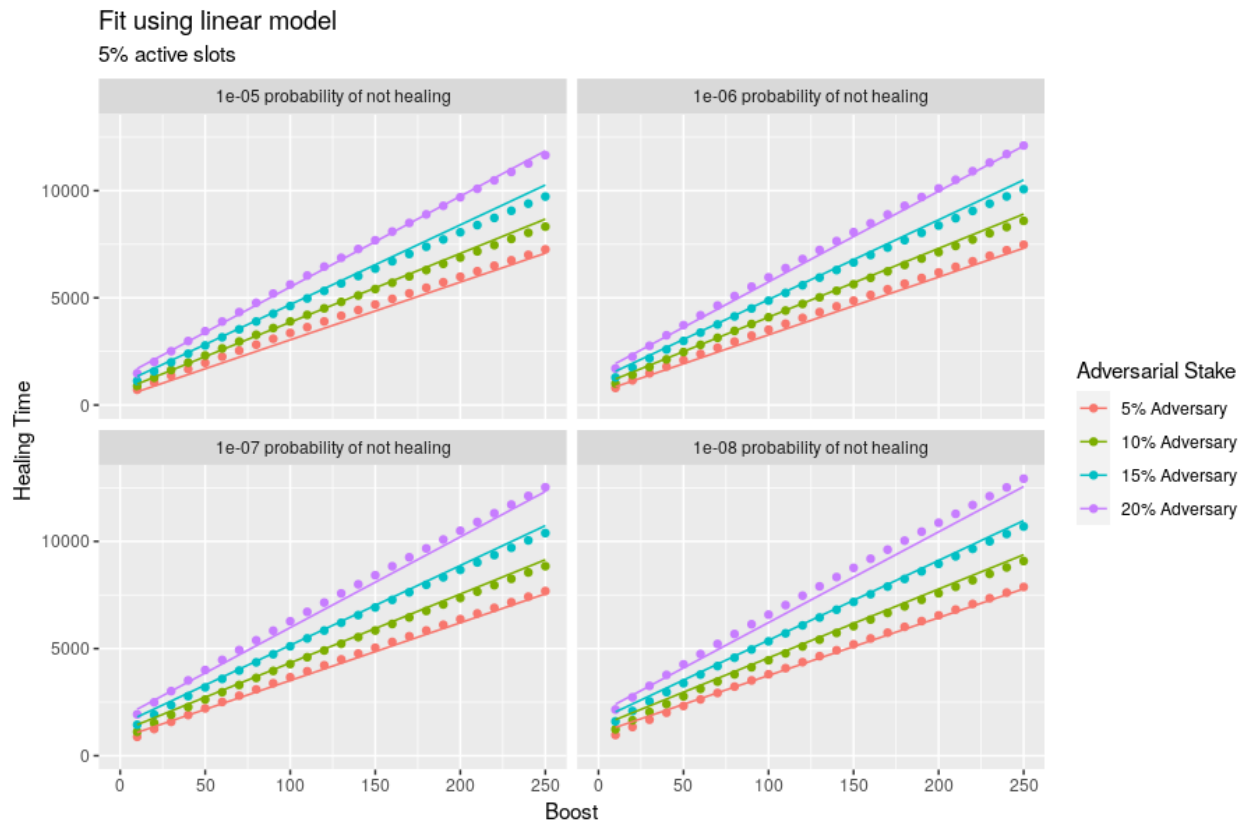 Fit using linear model
5% active slots
1e-05 probability of not healing
1e-06 probability of not healing
10000
5000
0
1e-07 probability of not healing
1e-08 probability of not healing
10000
5000
0
0 50 100 150 200 250
0 50 100 150 200 250
Boost
Healing Time
Adversarial Stake
5% Adversary
10% Adversary
15% Adversary
20% Adversary